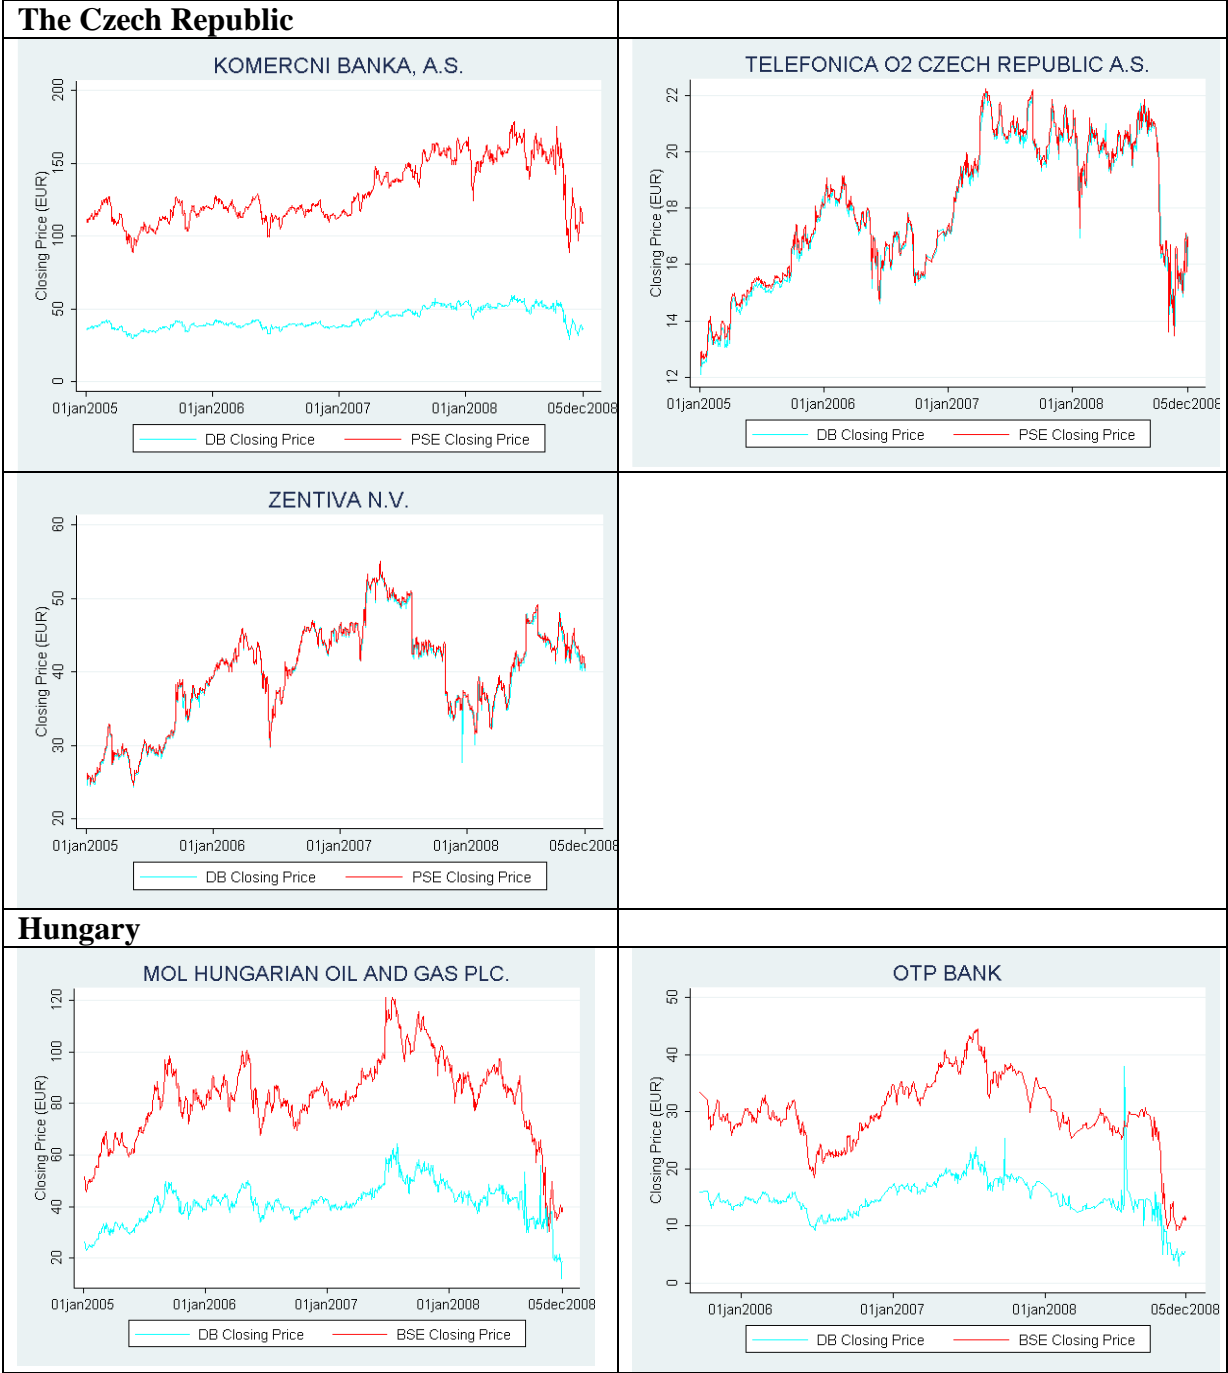 The Czech Republic
KOMERCNI BANKA, A.S.
Closing Price (EUR)
200
150
100
50
0
01jan2005 01jan2006 01jan2007 01jan2008 05dec2008
DB Closing Price PSE Closing Price
TELEFONICA O2 CZECH REPUBLIC A.S.
Closing Price (EUR)
22
20
18
16
14
12
01jan2005 01jan2006 01jan2007 01jan2008 05dec2008
DB Closing Price PSE Closing Price
ZENTIVA N.V.
Closing Price (EUR)
60
50
40
30
20
01jan2005 01jan2006 01jan2007 01jan2008 05dec2008
DB Closing Price PSE Closing Price
Hungary
MOL HUNGARIAN OIL AND GAS PLC.
Closing Price (EUR)
120
100
80
60
40
20
01jan2005 01jan2006 01jan2007 01jan2008 05dec2008
DB Closing Price BSE Closing Price
OTP BANK
Closing Price (EUR)
50
40
30
20
10
0
01jan2006 01jan2007 01jan2008 05dec2008
DB Closing Price BSE Closing Price